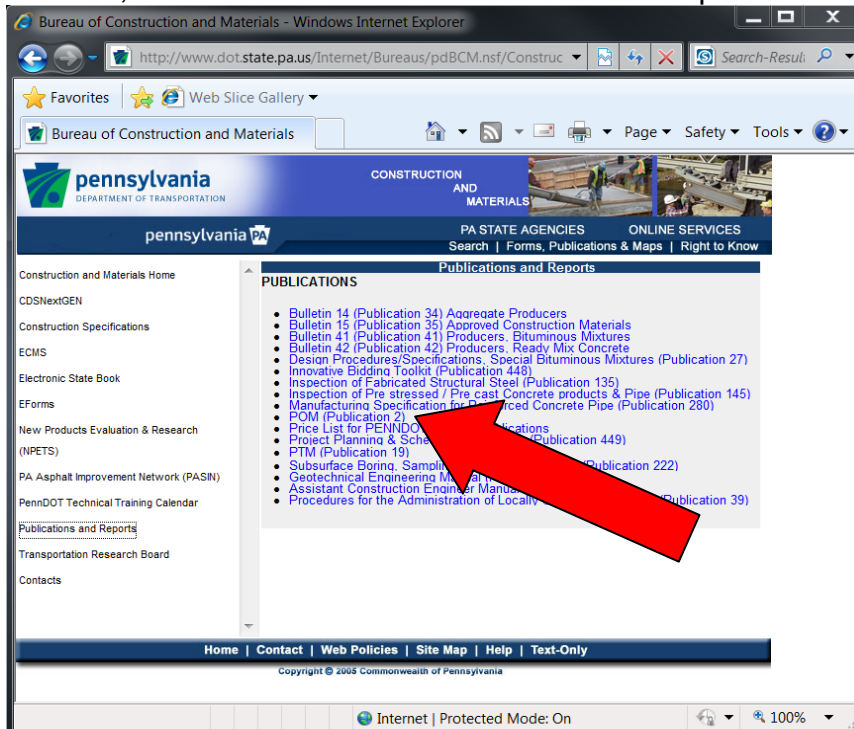 Bureau of Construction and Materials - Windows Internet Explorer
http://www.dot.state.pa.us/Internet/Bureaus/pdBCM.nsf/Construc
Search-Result
Favorites
Web Slice Gallery
Bureau of Construction and Materials
Page Safety Tools
pennsylvania
DEPARTMENT OF TRANSPORTATION
CONSTRUCTION
AND
MATERIALS
pennsylvania PA
PA STATE AGENCIES ONLINE SERVICES
Search | Forms, Publications & Maps | Right to Know
Construction and Materials Home
CDSNextGEN
Construction Specifications
ECMS
Electronic State Book
EForms
New Products Evaluation & Research
(NPETS)
PA Asphalt Improvement Network (PASIN)
PennDOT Technical Training Calendar
Publications and Reports
Transportation Research Board
Contacts
Publications and Reports
PUBLICATIONS
Bulletin 14 (Publication 34) Aggregate Producers
Bulletin 15 (Publication 35) Approved Construction Materials
Bulletin 41 (Publication 41) Producers, Bituminous Mixtures
Bulletin 42 (Publication 42) Producers, Ready Mix Concrete
Design Procedures/Specifications, Special Bituminous Mixtures (Publication 27)
Innovative Bidding Toolkit (Publication 448)
Inspection of Fabricated Structural Steel (Publication 135)
Inspection of Pre stressed / Pre cast Concrete products & Pipe (Publication 145)
Manufacturing Specification for Reinforced Concrete Pipe (Publication 280)
POM (Publication 2)
Price List for PENNDOT
Project Planning & (Publication 449)
PTM (Publication 19)
Subsurface Boring, (Publication 222)
Geotechnical Engineering
Assistant Construction Engineer
Procedures for the Administration of Locally (Publication 39)
Home | Contact | Web Policies | Site Map | Help | Text-Only
Copyright © 2005 Commonwealth of Pennsylvania
Internet | Protected Mode: On
100%